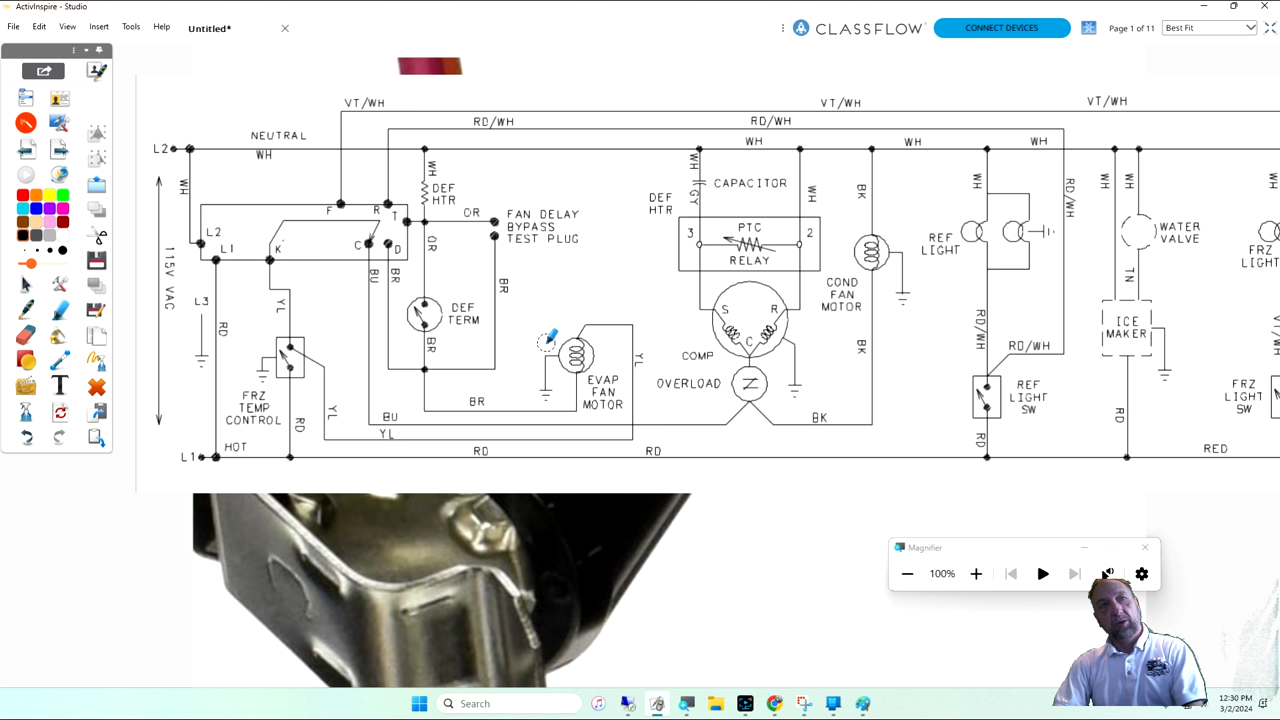 ActivInspire - Studio
File Edit View Insert Tools Help Untitled*
CLASSFLOW CONNECT DEVICES Page 1 of 11 Best Fit
VT/WH VT/WH VT/WH
RD/WH RD/WH
NEUTRAL
L2 WH WH WH WH
WH
WH
DEF
HTR
F R T
OR
FAN DELAY
BYPASS
TEST PLUG
L2
L1
K
C
D
OR
BU
BR
BR
115V VAC
L3
RD
YL
DEF
TERM
BR
FRZ
TEMP
CONTROL
RD
YL
EVAP
FAN
MOTOR
YL
BR
BU
YL
L1 HOT RD RD RED
WH
CAPACITOR
GY
DEF
HTR
3
PTC
RELAY
2
WH
S R
C
COMP
OVERLOAD
BK
BK
COND
FAN
MOTOR
BK
WH
REF
LIGHT
RD/WH
RD/WH
RD/WH
REF
LIGHT
SW
RD
WH
WH
WATER
VALVE
TN
ICE
MAKER
RD
FRZ
LIGHT
FRZ
LIGHT
SW
Magnifier
100%
Search
12:30 PM
3/2/2024